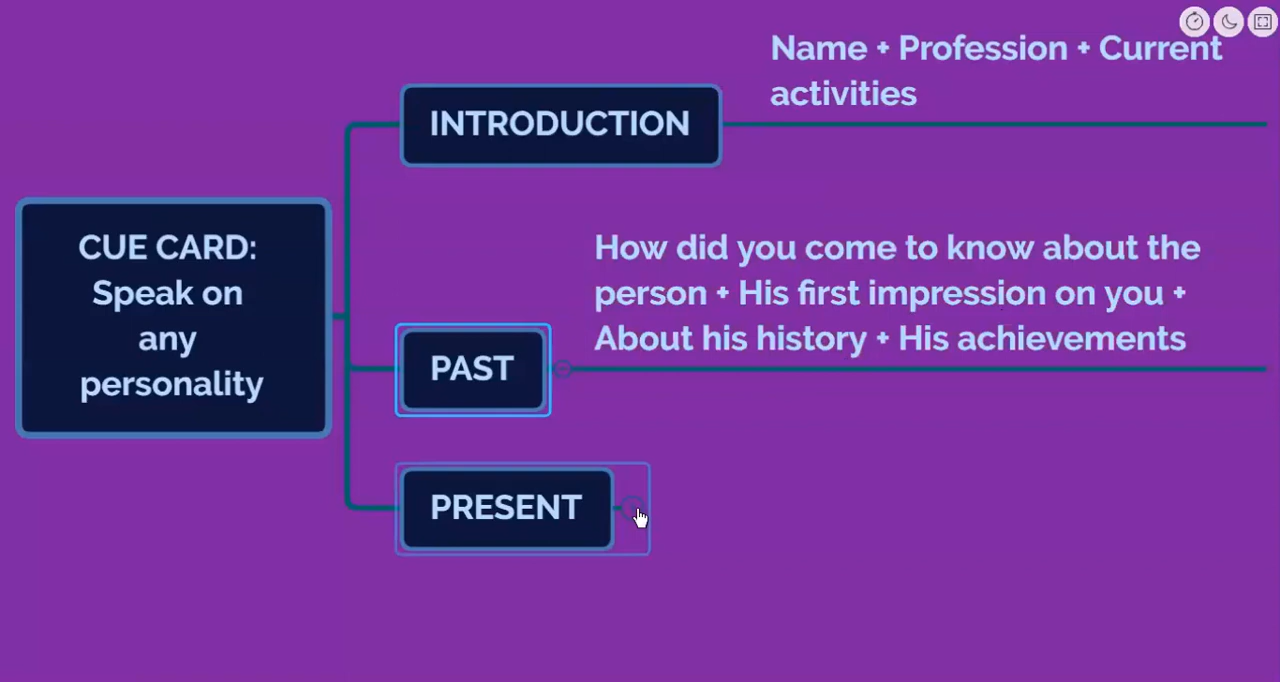 Name + Profession + Current
activities
INTRODUCTION
CUE CARD:
Speak on
any
personality
How did you come to know about the
person + His first impression on you +
About his history + His achievements
PAST
PRESENT